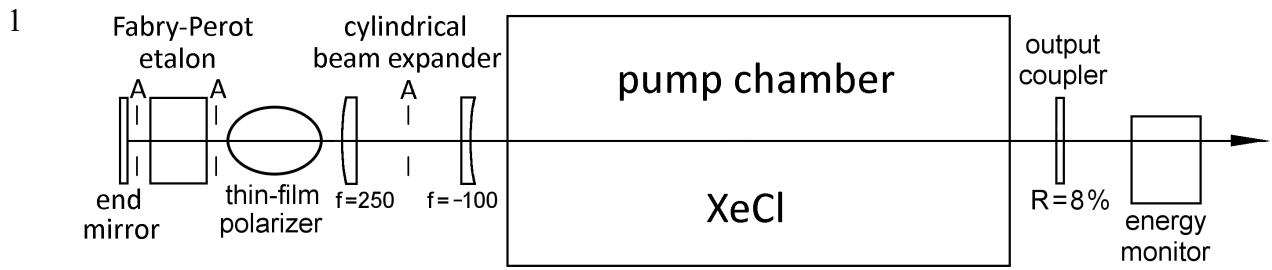 1
Fabry-Perot
etalon
cylindrical
beam expander
A
A
A
pump chamber
XeCl
output
coupler
end
mirror
thin-film
polarizer
f=250
f=-100
R=8%
energy
monitor